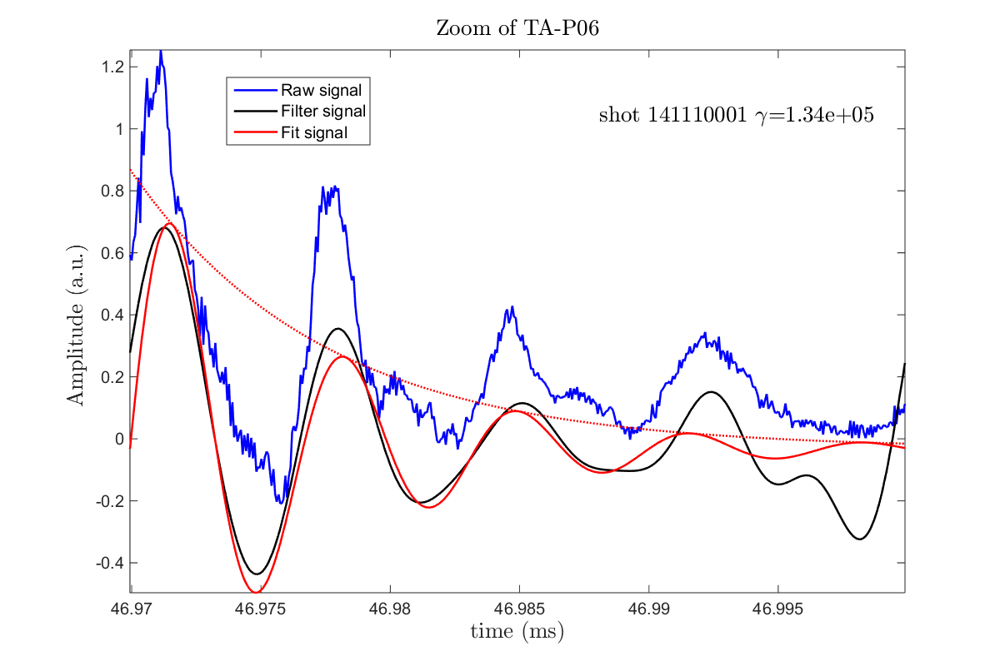 Zoom of TA-P06
Raw signal
Filter signal
Fit signal
shot 141110001 γ=1.34e+05
Amplitude (a.u.)
1.2
1
0.8
0.6
0.4
0.2
0
-0.2
-0.4
46.97 46.975 46.98 46.985 46.99 46.995
time (ms)